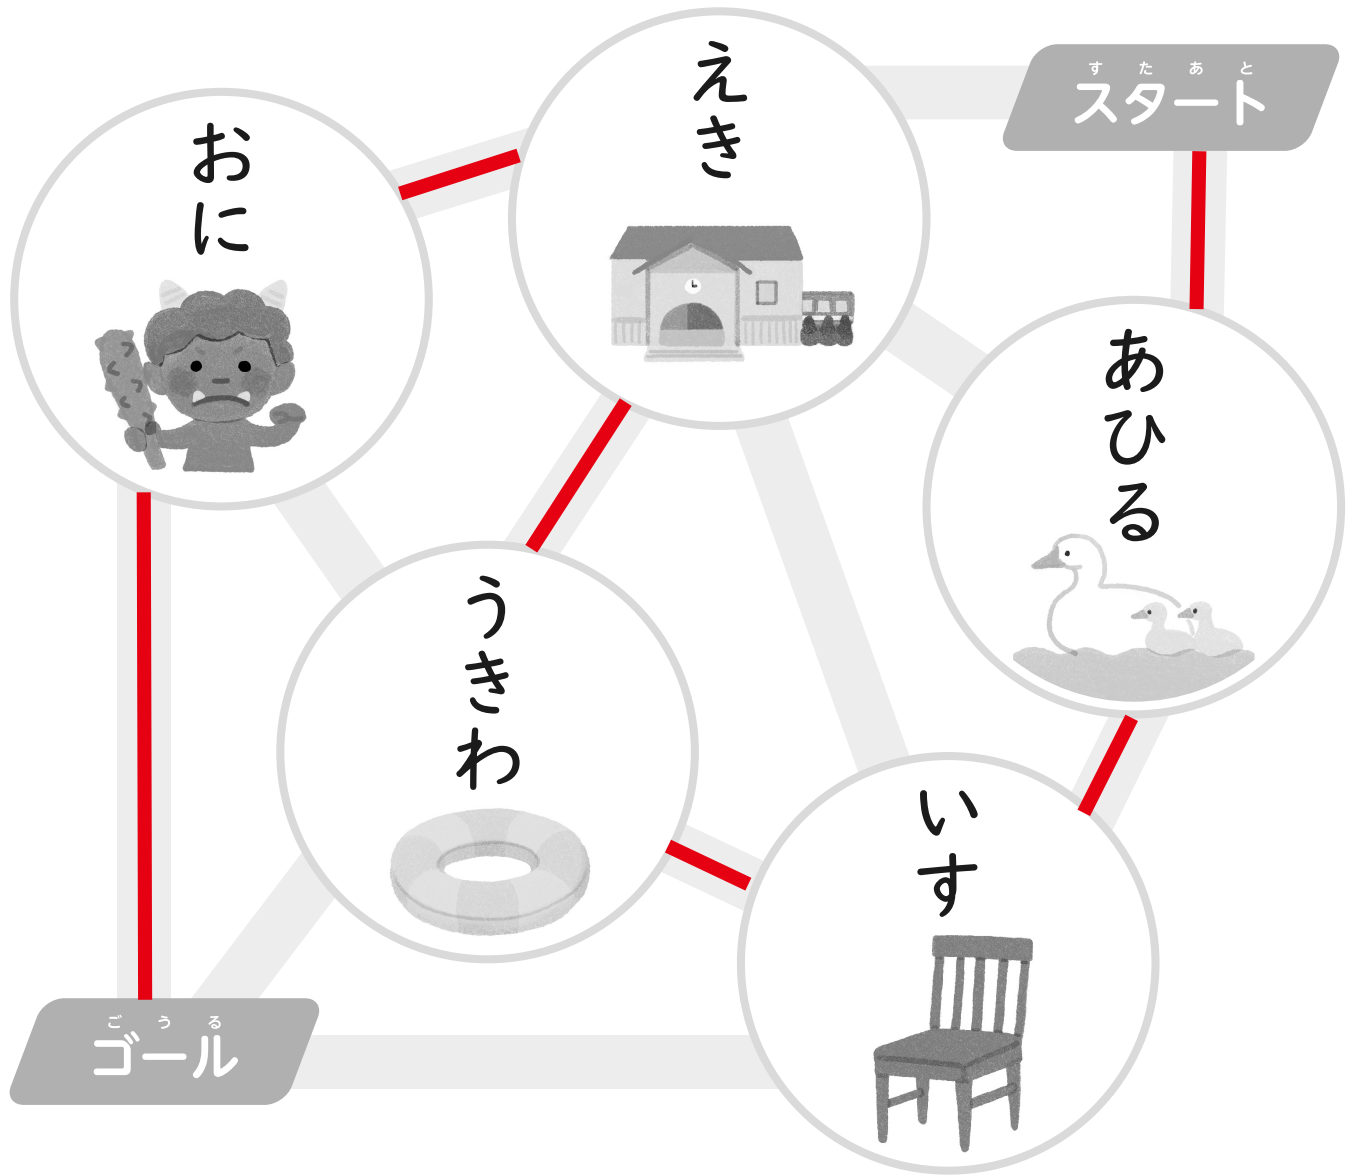 すたあと
スタート
えき
おに
あひる
うきわ
いす
ごうる
ゴール